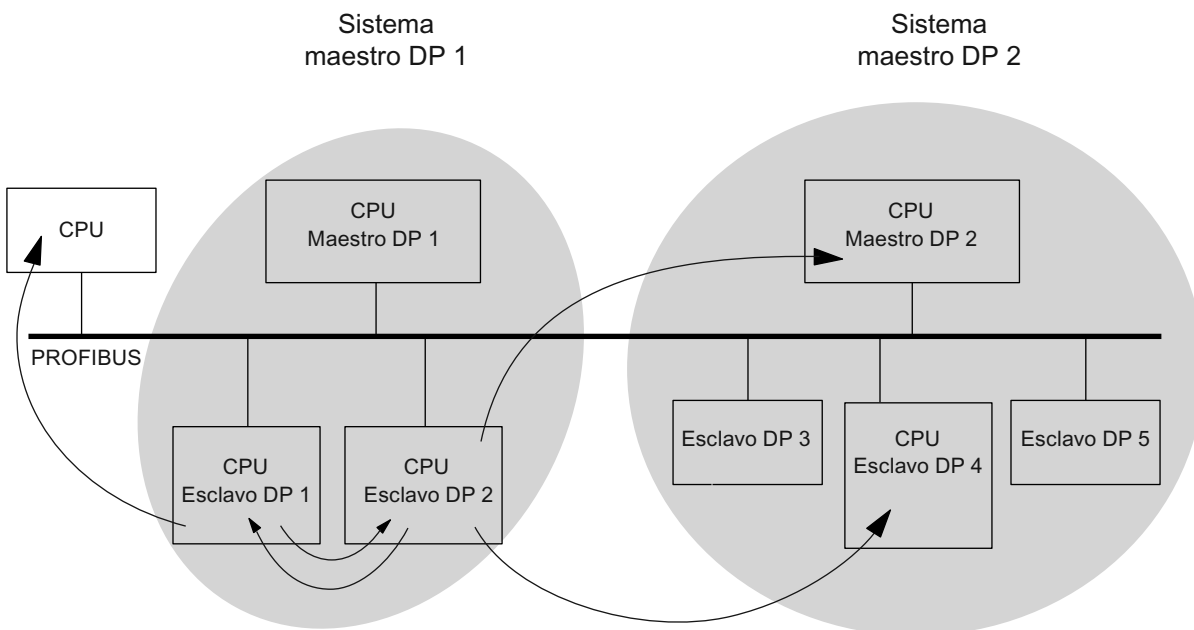 Sistema
maestro DP 1
Sistema
maestro DP 2
CPU
CPU
Maestro DP 1
CPU
Maestro DP 2
PROFIBUS
CPU
Esclavo DP 1
CPU
Esclavo DP 2
Esclavo DP 3
CPU
Esclavo DP 4
Esclavo DP 5